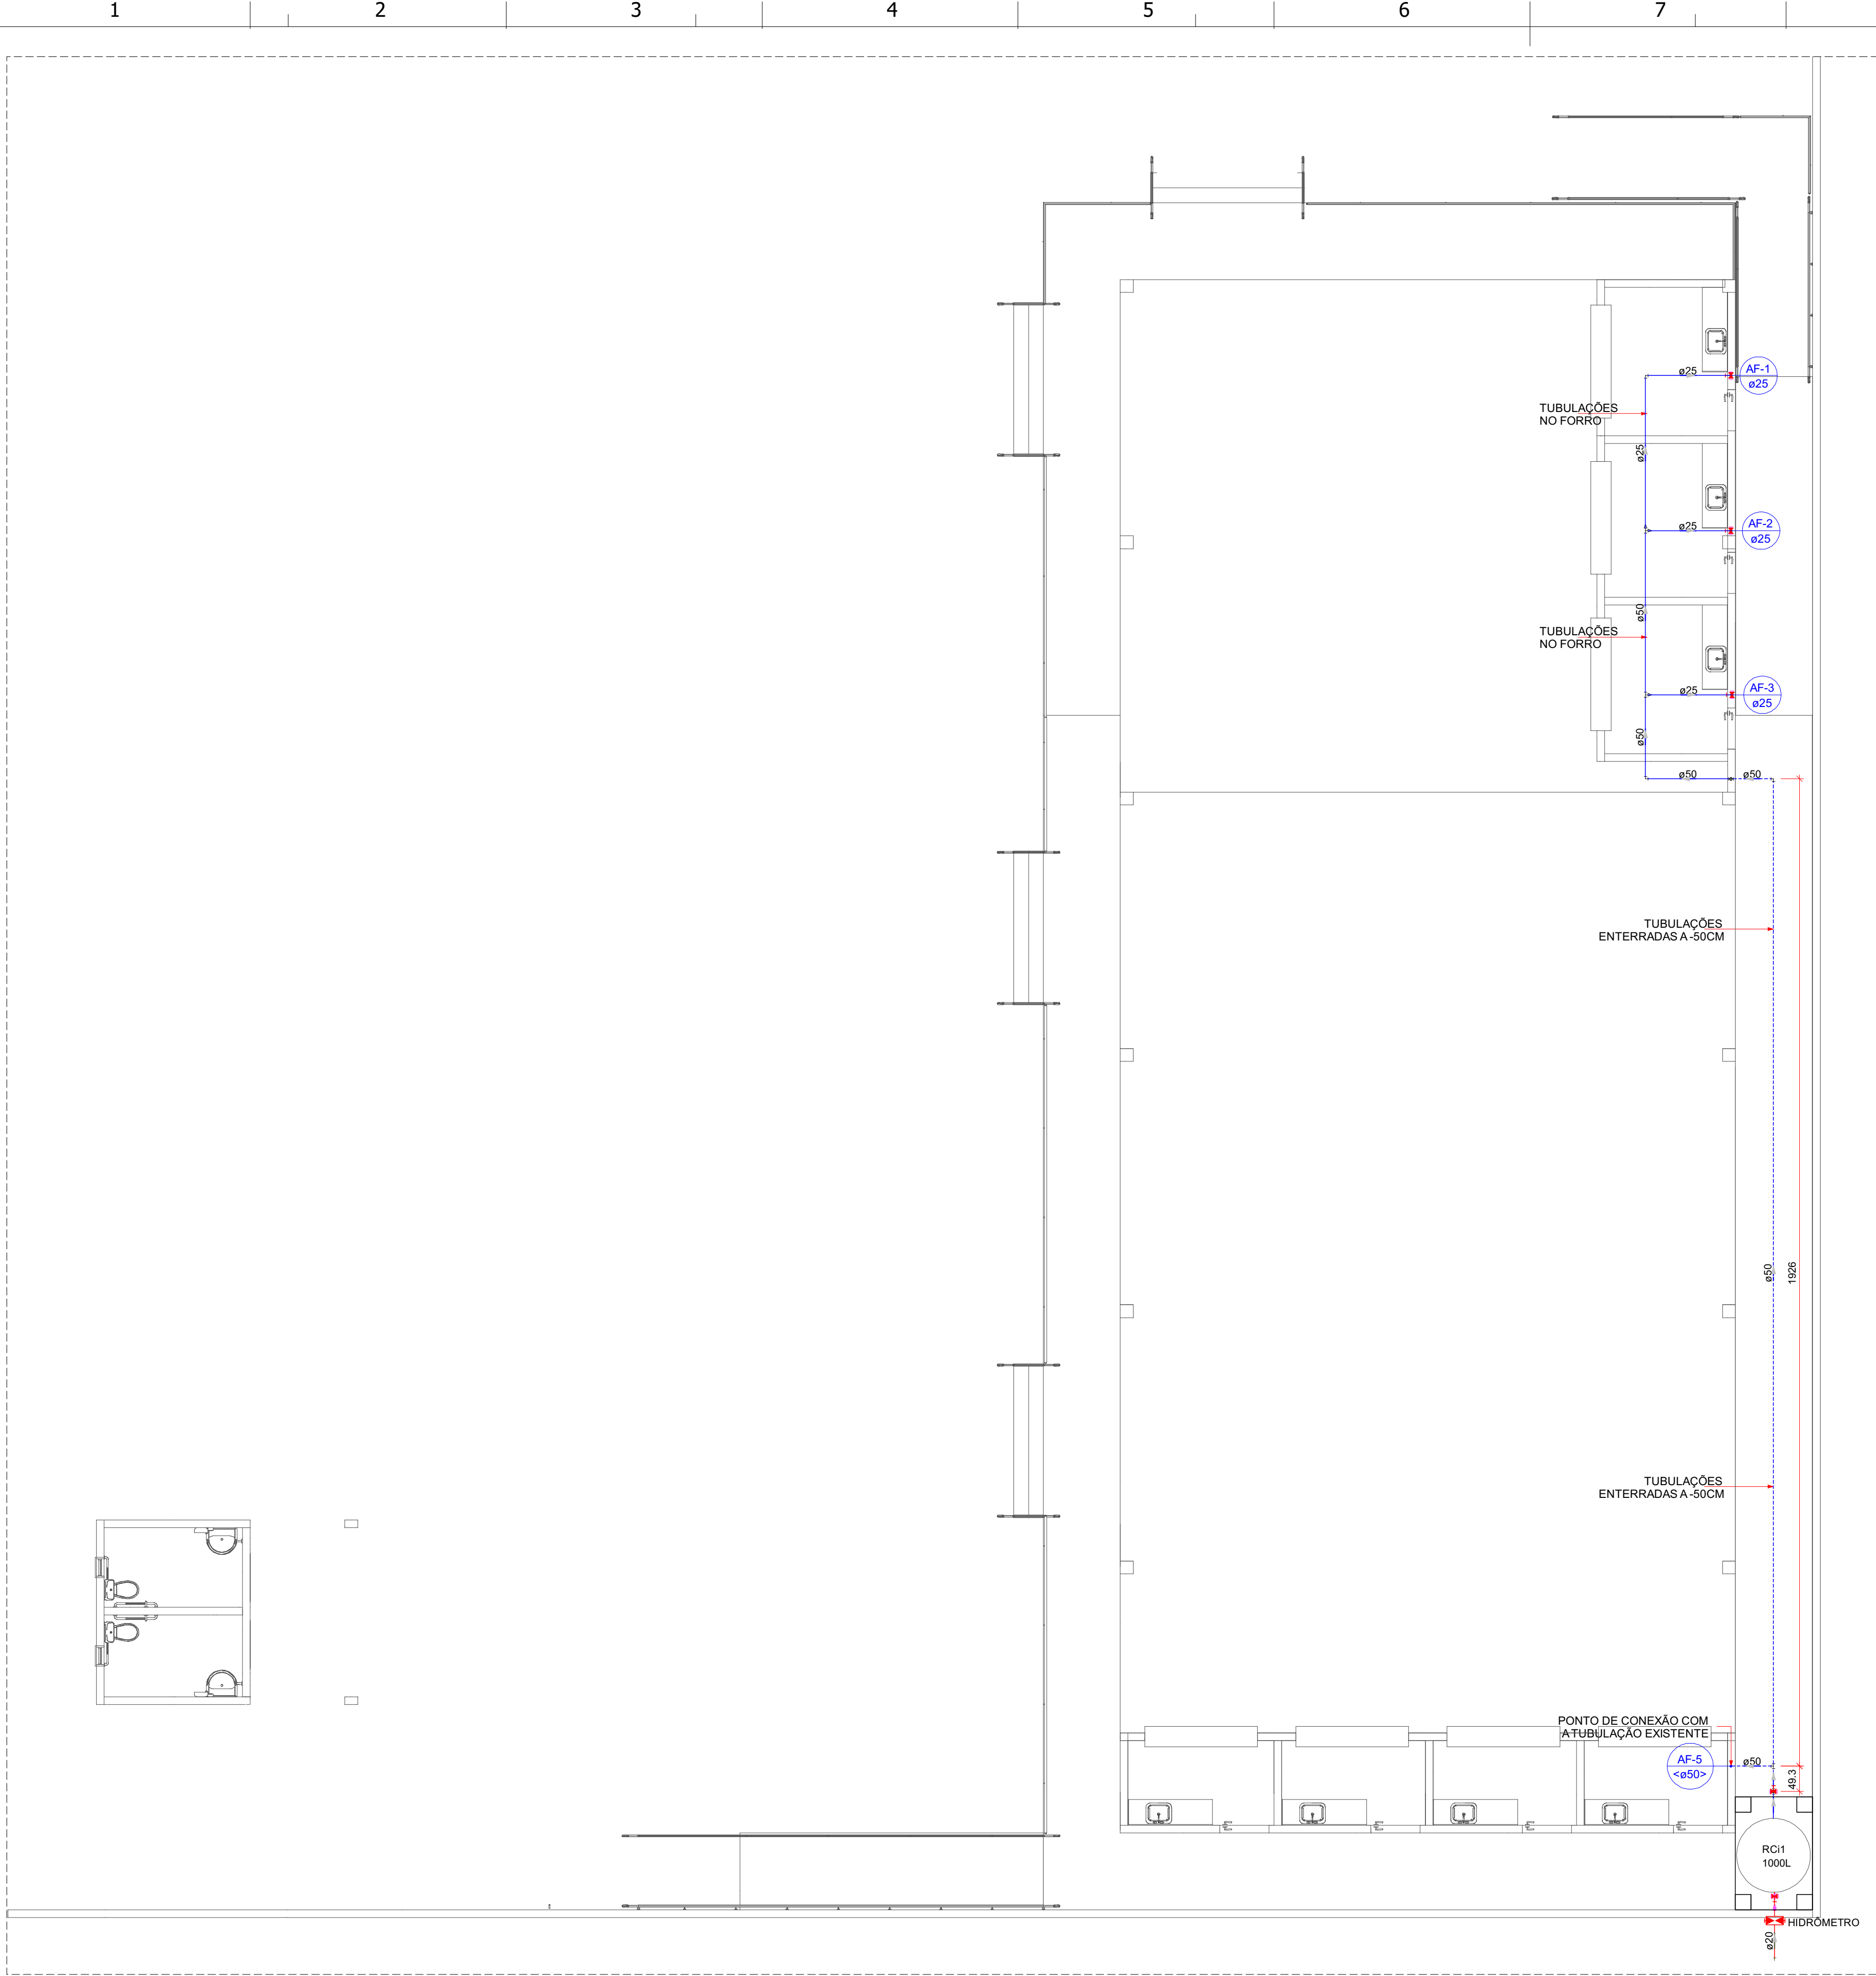 1 2 3 4 5 6 7
ø25
AF-1
ø25
TUBULAÇÕES
NO FORRO
ø25
ø25
AF-2
ø25
ø50
TUBULAÇÕES
NO FORRO
ø25
AF-3
ø25
ø50
ø50
ø50
TUBULAÇÕES
ENTERRADAS A -50CM
ø50
1926
TUBULAÇÕES
ENTERRADAS A -50CM
PONTO DE CONEXÃO COM
A TUBULAÇÃO EXISTENTE
AF-5
<ø50>
ø50
49.3
RCi1
1000L
HIDRÔMETRO
ø20